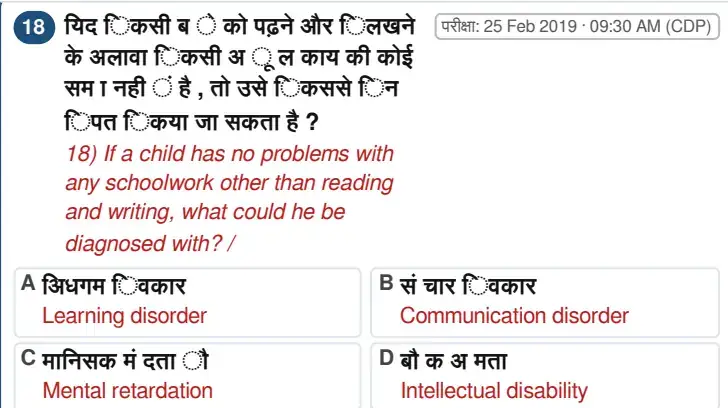 18 यिद िकसी ब े को पढ़ने और िलखने
परीक्षा: 25 Feb 2019 · 09:30 AM (CDP)
के अलावा िकसी अ ू ल काय की कोई
सम ा नही ं है , तो उसे िकससे िन
िपत िकया जा सकता है ?
18) If a child has no problems with
any schoolwork other than reading
and writing, what could he be
diagnosed with? /
A अिधगम िवकार
Learning disorder
B सं चार िवकार
Communication disorder
C मानिसक मं दता ौ
Mental retardation
D बौ क अ मता
Intellectual disability